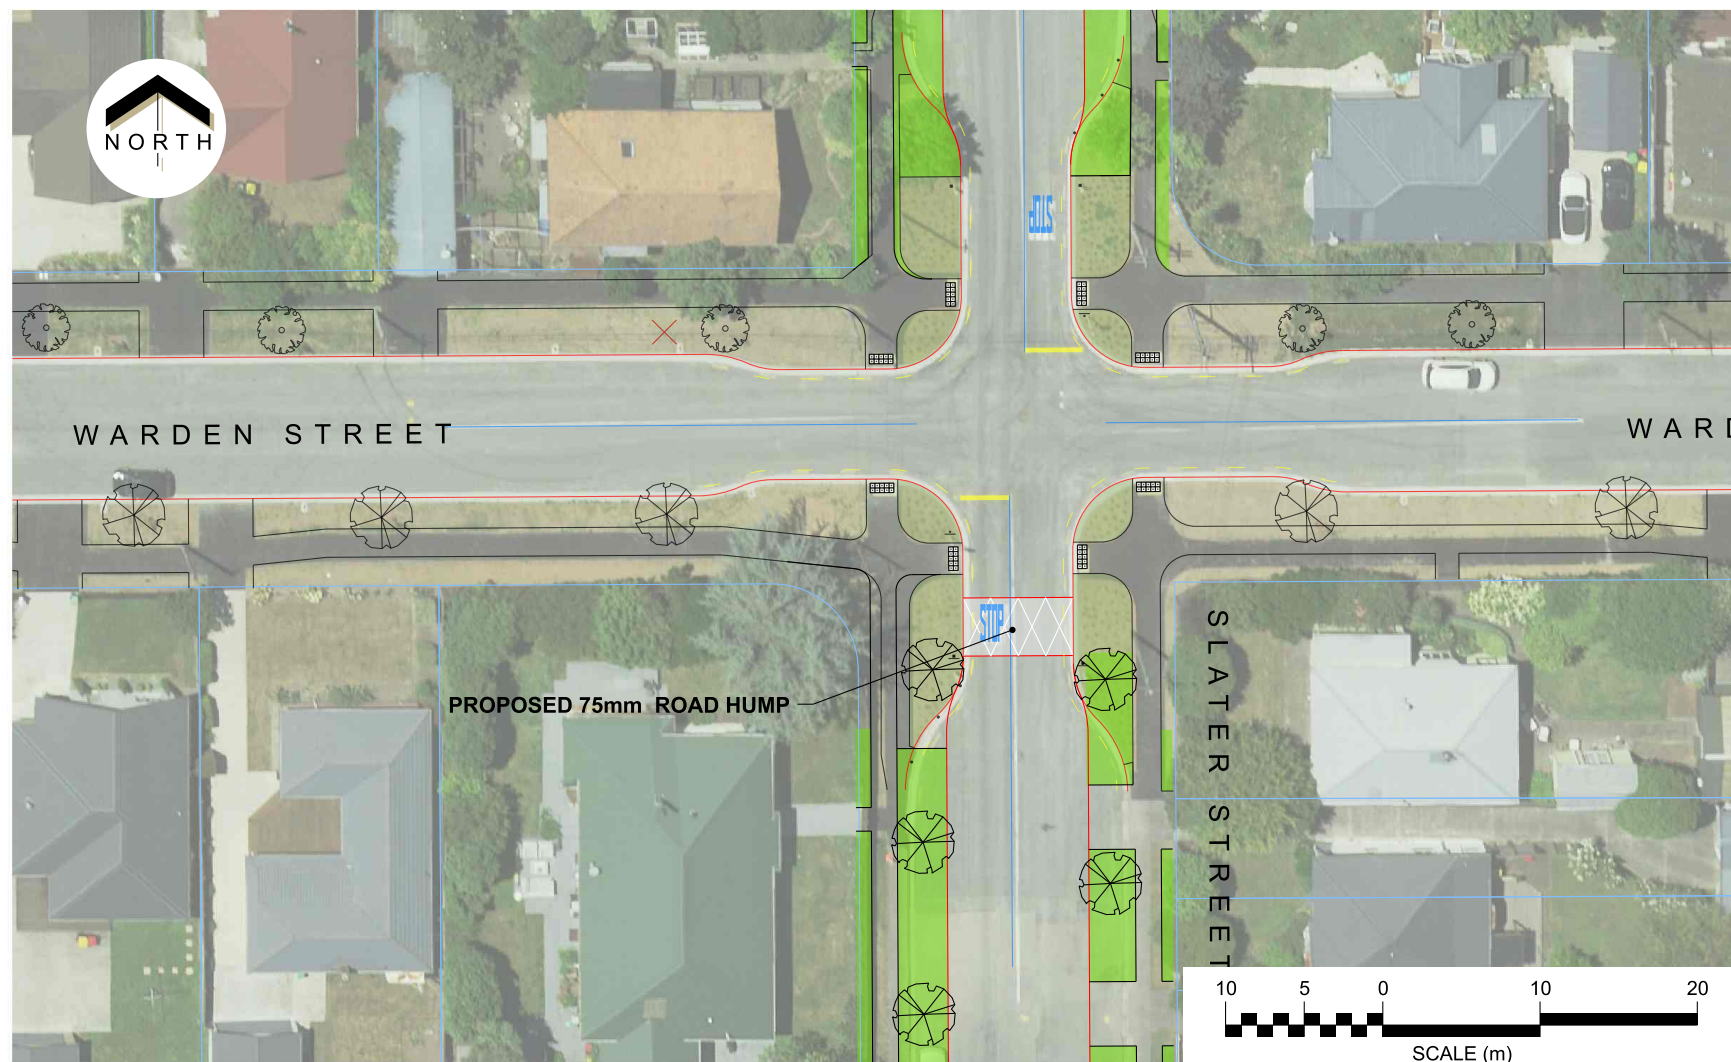 NORTH
STOP
WARDEN STREET
WARD
STOP
PROPOSED 75mm ROAD HUMP
SLATER STREET
10 5 0 10 20
SCALE (m)